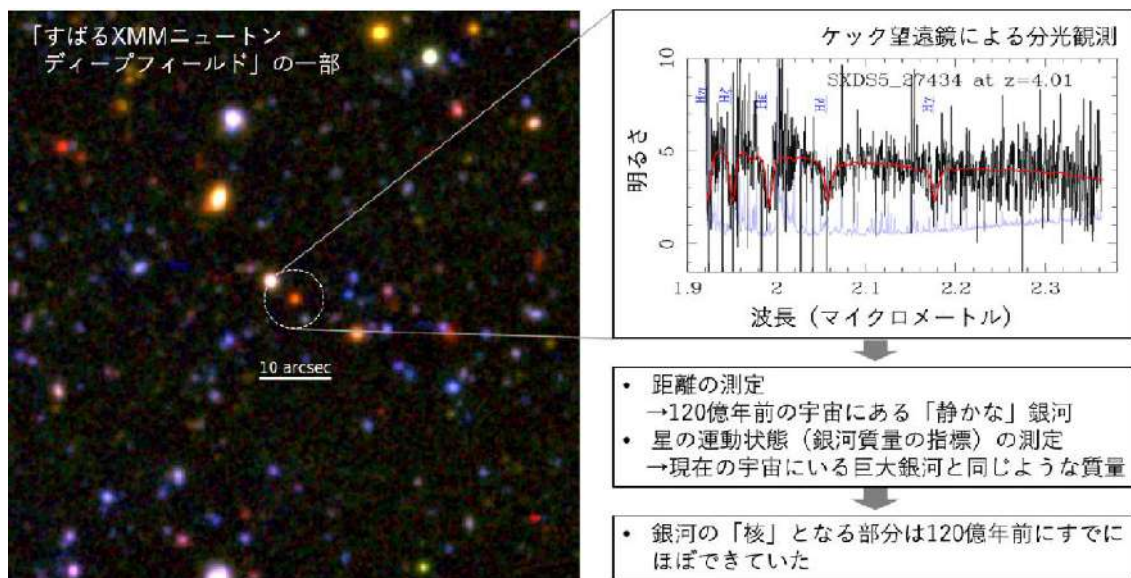 「すばるXMMニュートン
ディープフィールド」の一部
10 arcsec
ケック望遠鏡による分光観測
SXDS5_27434 at z=4.01
Hη
Hζ
Hε
Hδ
Hγ
明るさ
10
5
0
1.9
2
2.1
2.2
2.3
波長（マイクロメートル）
• 距離の測定
→120億年前の宇宙にある「静かな」銀河
• 星の運動状態（銀河質量の指標）の測定
→現在の宇宙にいる巨大銀河と同じような質量
• 銀河の「核」となる部分は120億年前にすでに
ほぼできていた